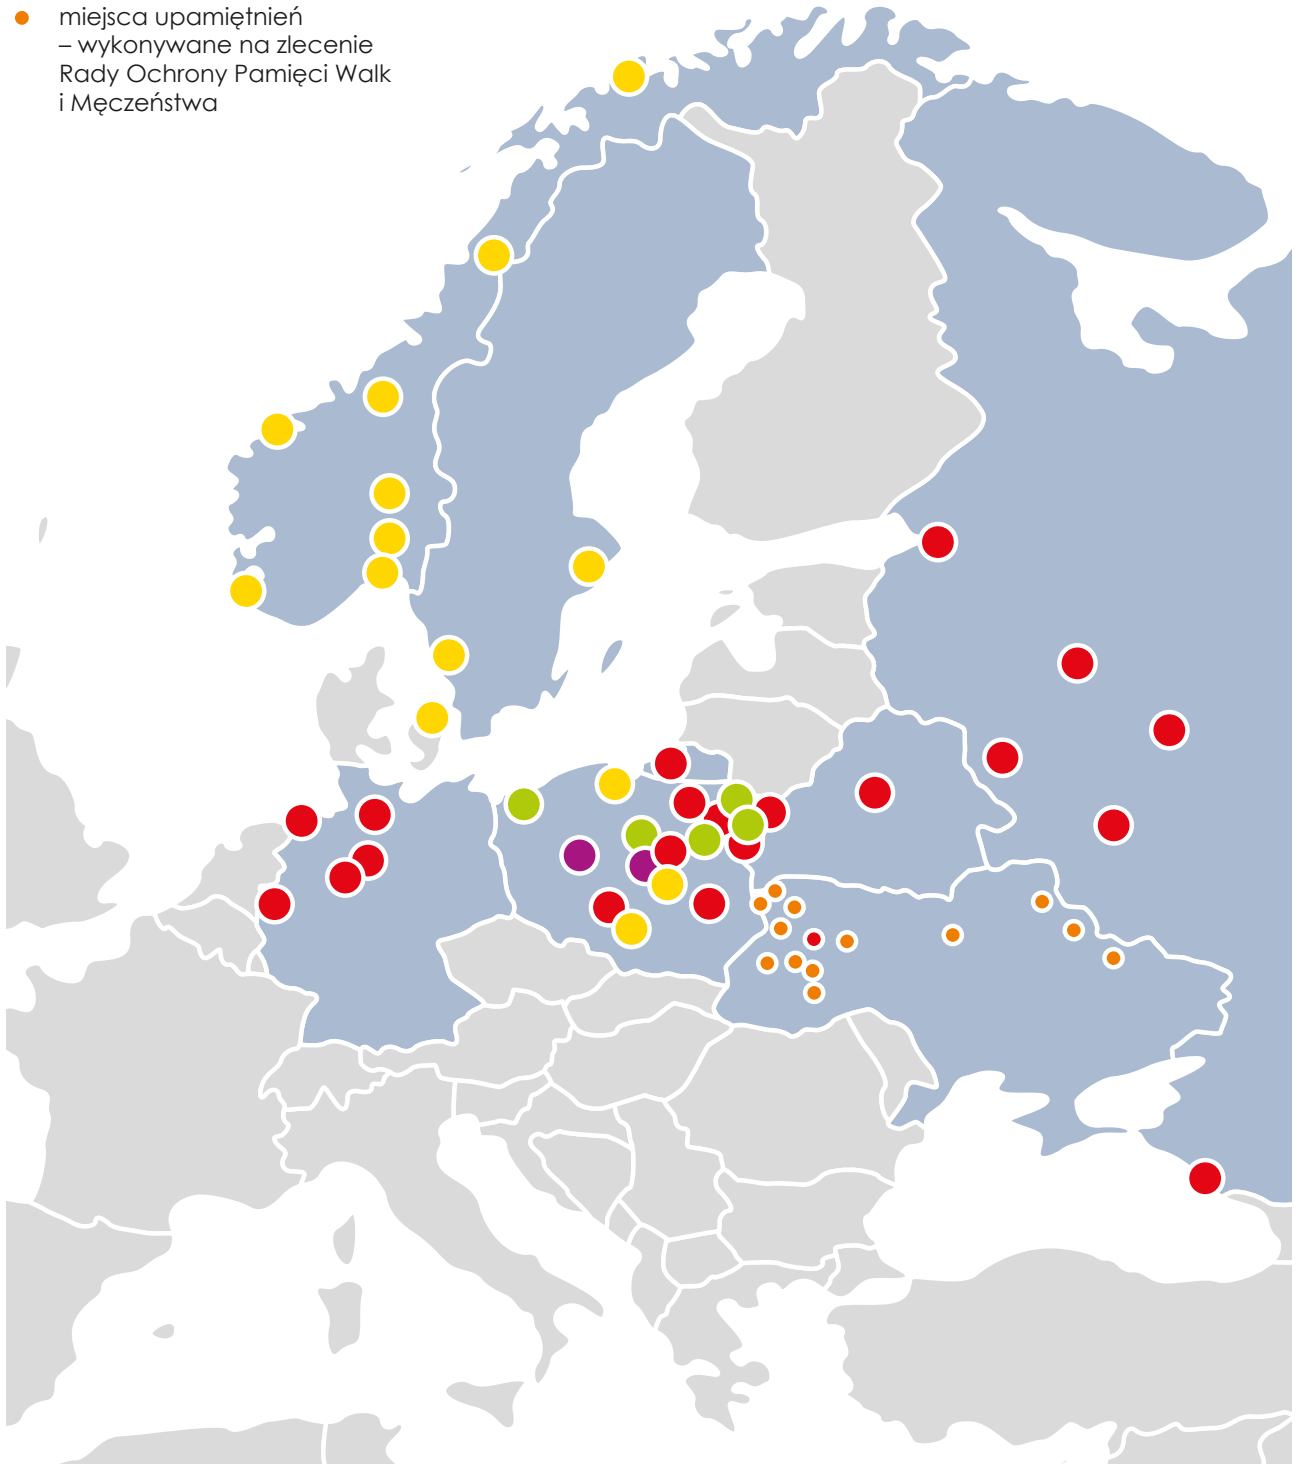 miejsca upamiętnień
– wykonywane na zlecenie
Rady Ochrony Pamięci Walk
i Męczeństwa